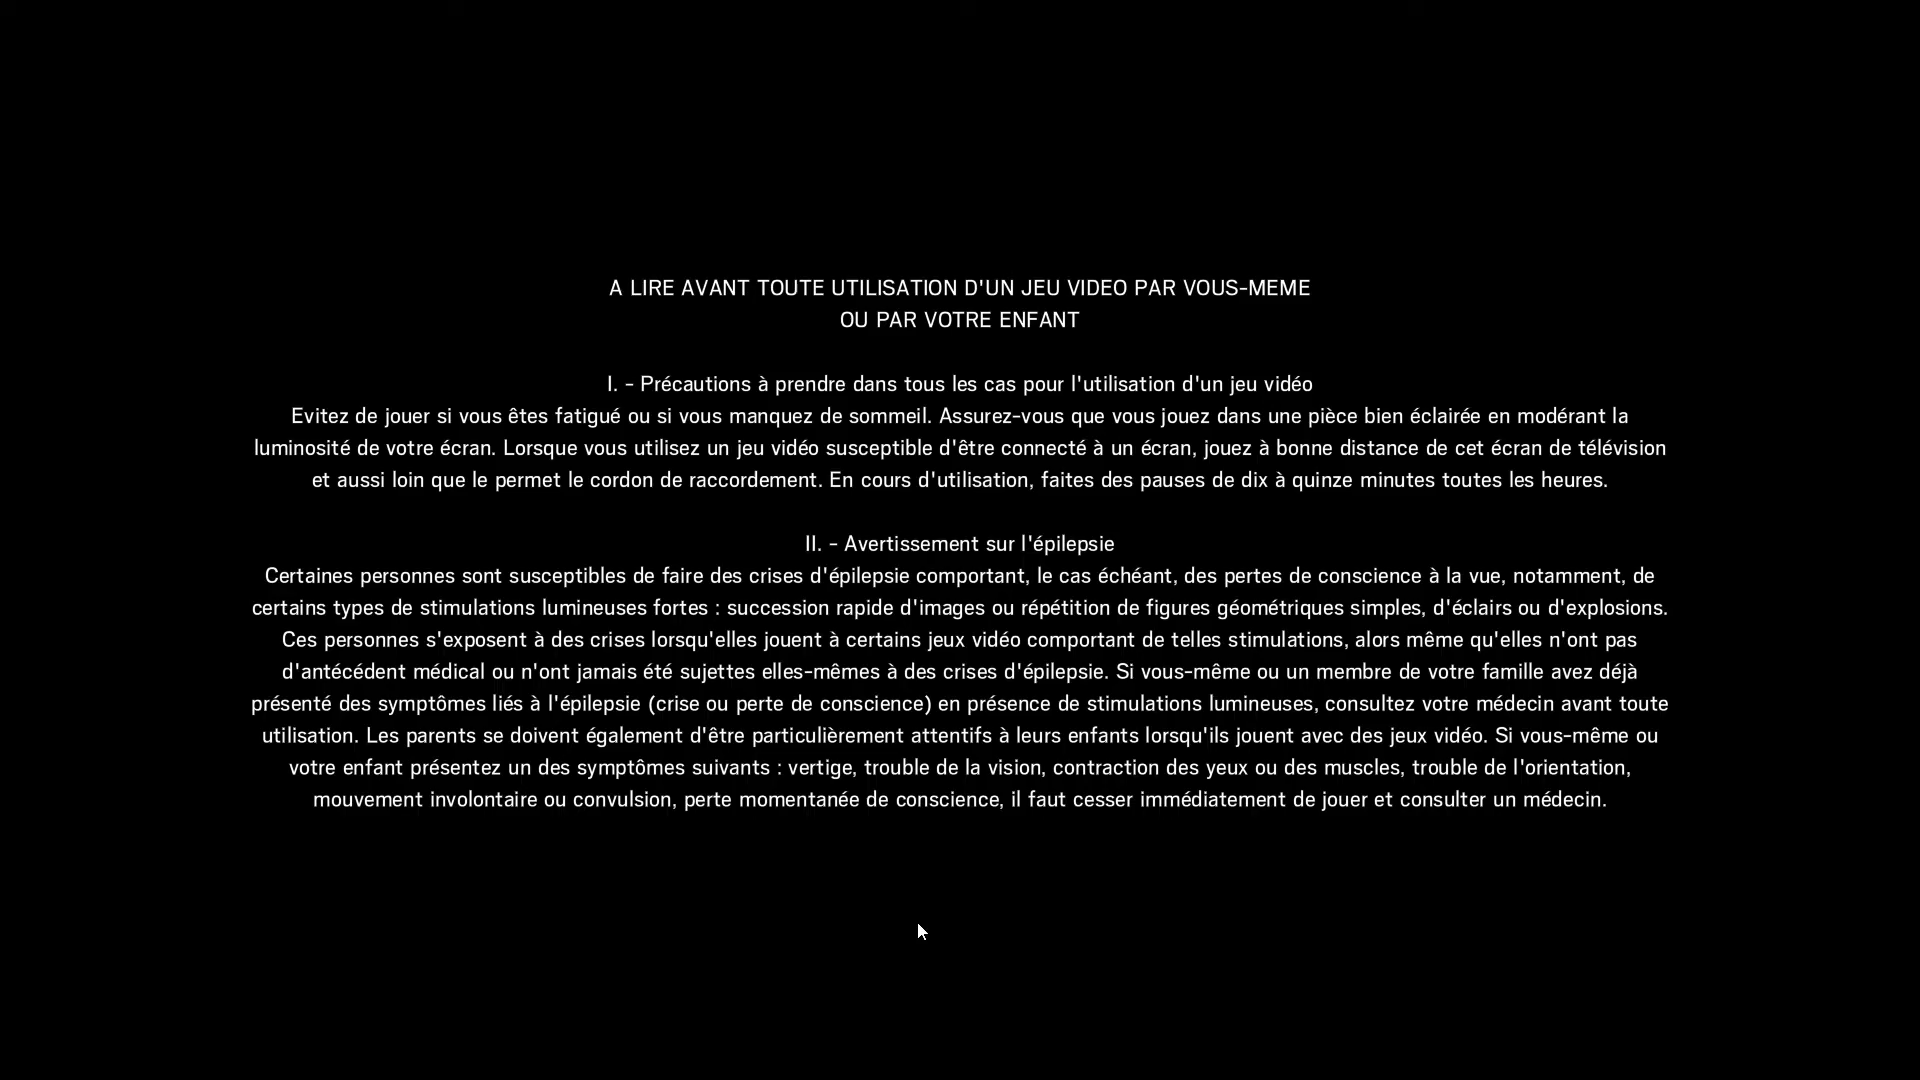 A LIRE AVANT TOUTE UTILISATION D'UN JEU VIDEO PAR VOUS-MEME
OU PAR VOTRE ENFANT
I. - Précautions à prendre dans tous les cas pour l'utilisation d'un jeu vidéo
Evitez de jouer si vous êtes fatigué ou si vous manquez de sommeil. Assurez-vous que vous jouez dans une pièce bien éclairée en modérant la
luminosité de votre écran. Lorsque vous utilisez un jeu vidéo susceptible d'être connecté à un écran, jouez à bonne distance de cet écran de télévision
et aussi loin que le permet le cordon de raccordement. En cours d'utilisation, faites des pauses de dix à quinze minutes toutes les heures.
II. - Avertissement sur l'épilepsie
Certaines personnes sont susceptibles de faire des crises d'épilepsie comportant, le cas échéant, des pertes de conscience à la vue, notamment, de
certains types de stimulations lumineuses fortes : succession rapide d'images ou répétition de figures géométriques simples, d'éclairs ou d'explosions.
Ces personnes s'exposent à des crises lorsqu'elles jouent à certains jeux vidéo comportant de telles stimulations, alors même qu'elles n'ont pas
d'antécédent médical ou n'ont jamais été sujettes elles-mêmes à des crises d'épilepsie. Si vous-même ou un membre de votre famille avez déjà
présenté des symptômes liés à l'épilepsie (crise ou perte de conscience) en présence de stimulations lumineuses, consultez votre médecin avant toute
utilisation. Les parents se doivent également d'être particulièrement attentifs à leurs enfants lorsqu'ils jouent avec des jeux vidéo. Si vous-même ou
votre enfant présentez un des symptômes suivants : vertige, trouble de la vision, contraction des yeux ou des muscles, trouble de l'orientation,
mouvement involontaire ou convulsion, perte momentanée de conscience, il faut cesser immédiatement de jouer et consulter un médecin.